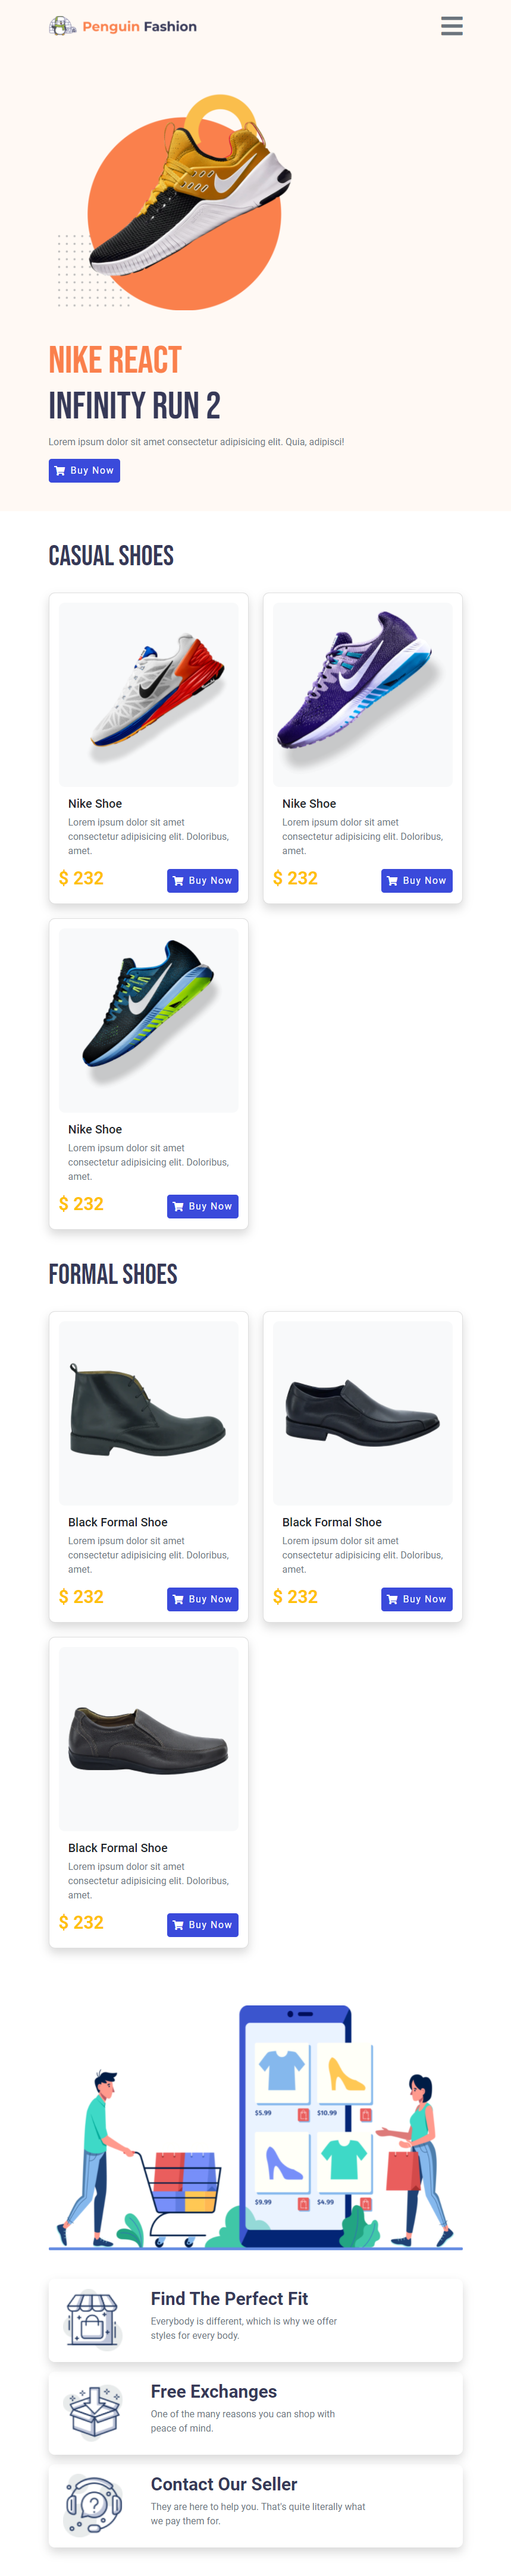 Penguin Fashion
NIKE REACT
INFINITY RUN 2
Lorem ipsum dolor sit amet consectetur adipisicing elit. Quia, adipisci!
Buy Now
CASUAL SHOES
Nike Shoe
Lorem ipsum dolor sit amet
consectetur adipisicing elit. Doloribus,
amet.
$ 232
Buy Now
Nike Shoe
Lorem ipsum dolor sit amet
consectetur adipisicing elit. Doloribus,
amet.
$ 232
Buy Now
Nike Shoe
Lorem ipsum dolor sit amet
consectetur adipisicing elit. Doloribus,
amet.
$ 232
Buy Now
FORMAL SHOES
Black Formal Shoe
Lorem ipsum dolor sit amet
consectetur adipisicing elit. Doloribus,
amet.
$ 232
Buy Now
Black Formal Shoe
Lorem ipsum dolor sit amet
consectetur adipisicing elit. Doloribus,
amet.
$ 232
Buy Now
Black Formal Shoe
Lorem ipsum dolor sit amet
consectetur adipisicing elit. Doloribus,
amet.
$ 232
Buy Now
$5.99
$10.99
$9.99
$4.99
Find The Perfect Fit
Everybody is different, which is why we offer
styles for every body.
Free Exchanges
One of the many reasons you can shop with
peace of mind.
?
Contact Our Seller
They are here to help you. That's quite literally what
we pay them for.